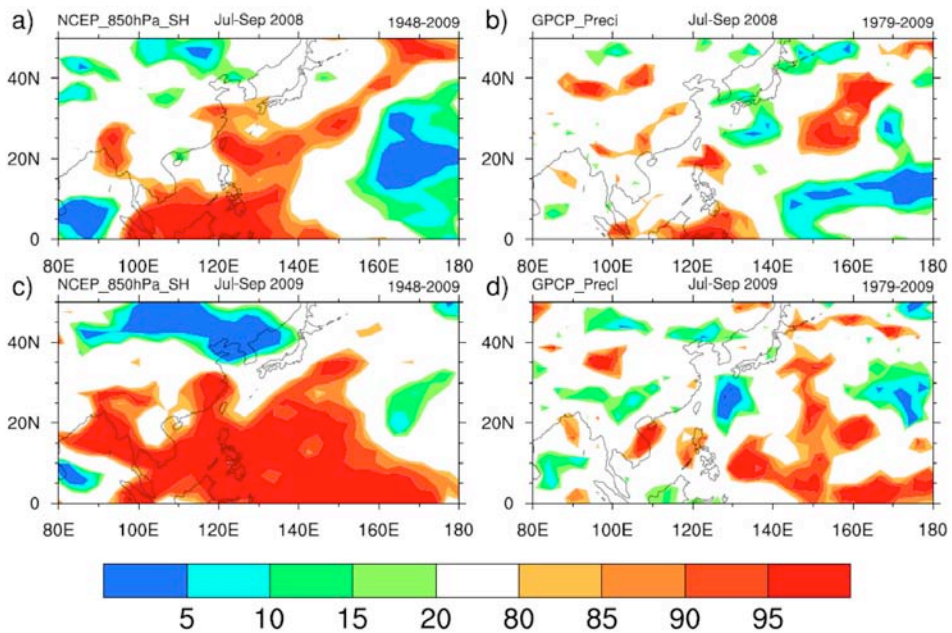 a) NCEP_850hPa_SH Jul-Sep 2008 1948-2009
40N
20N
0
80E 100E 120E 140E 160E 180
b) GPCP_Preci Jul-Sep 2008 1979-2009
40N
20N
0
80E 100E 120E 140E 160E 180
c) NCEP_850hPa_SH Jul-Sep 2009 1948-2009
40N
20N
0
80E 100E 120E 140E 160E 180
d) GPCP_Preci Jul-Sep 2009 1979-2009
40N
20N
0
80E 100E 120E 140E 160E 180
5 10 15 20 80 85 90 95